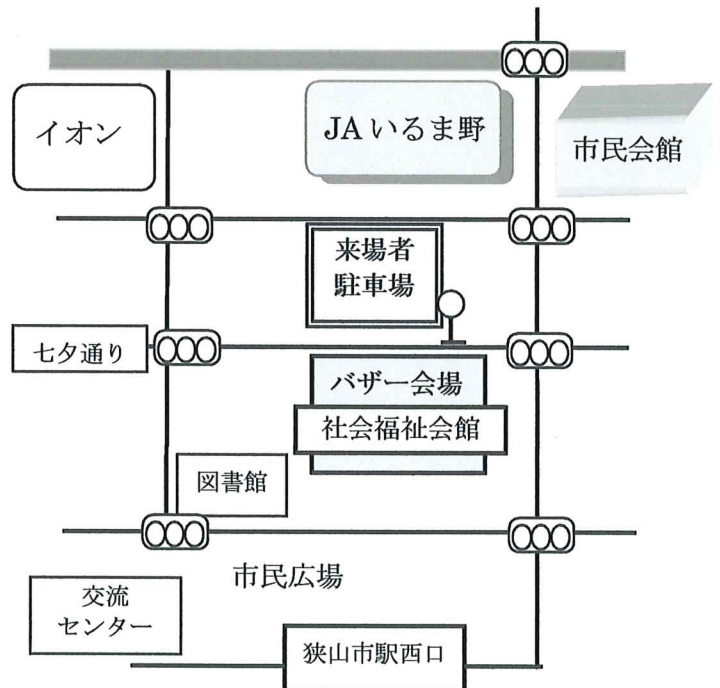 イオン
JAいるま野
市民会館
来場者
駐車場
七夕通り
バザー会場
社会福祉会館
図書館
市民広場
交流
センター
狭山市駅西口